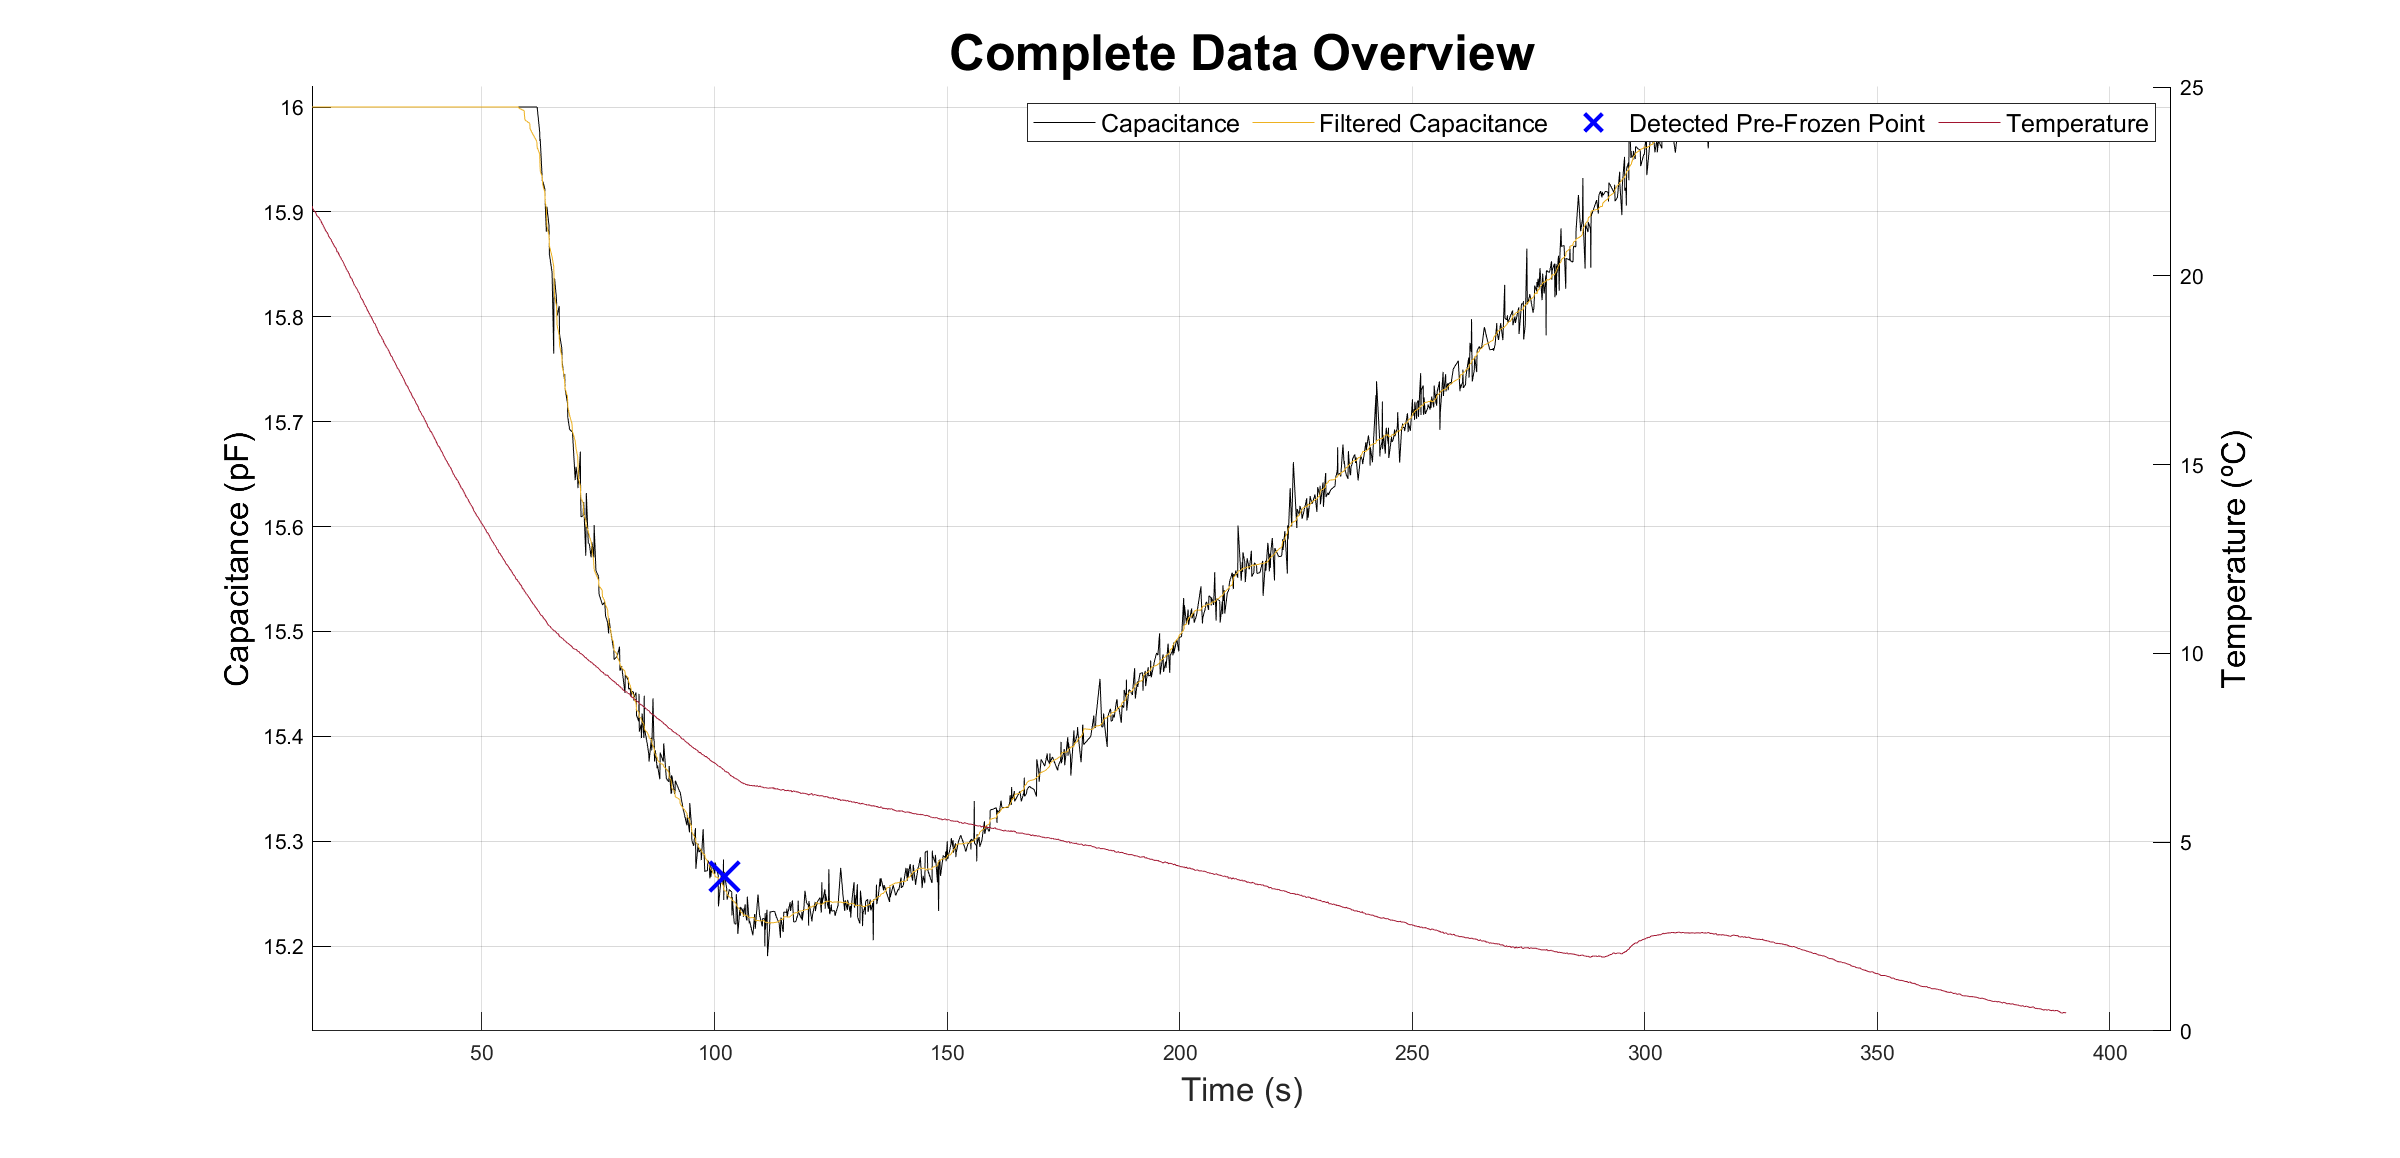 Complete Data Overview
Capacitance
Filtered Capacitance
Detected Pre-Frozen Point
Temperature
Capacitance (pF)
16
15.9
15.8
15.7
15.6
15.5
15.4
15.3
15.2
25
20
15
10
5
0
Temperature (ºC)
50
100
150
200
250
300
350
400
Time (s)